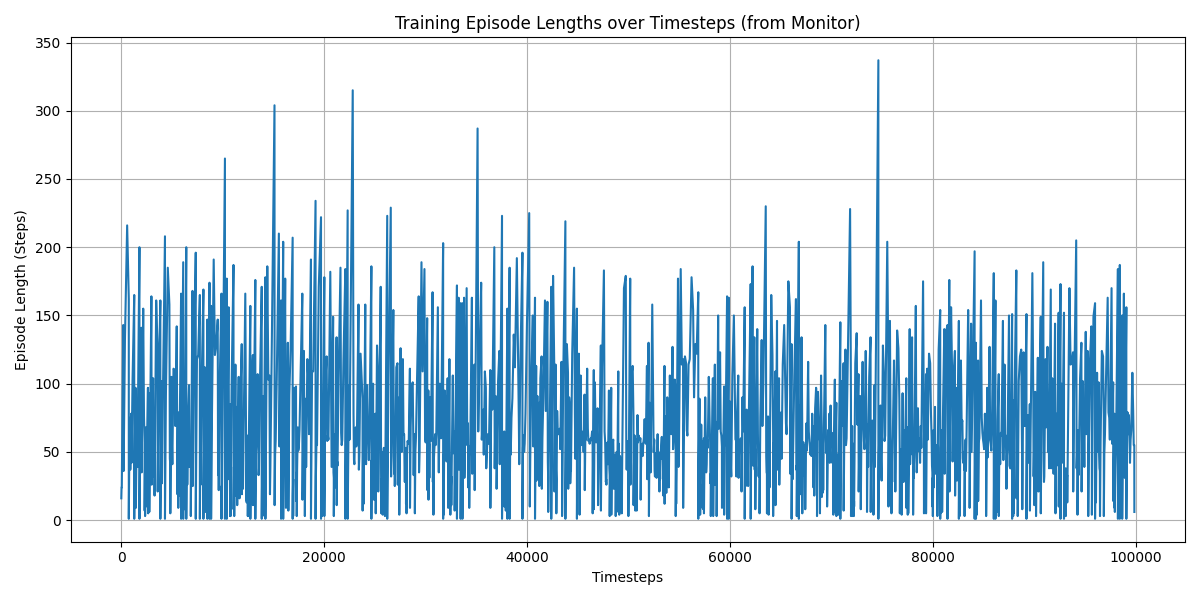 Training Episode Lengths over Timesteps (from Monitor)
350
300
250
200
150
100
50
0
Episode Length (Steps)
0 20000 40000 60000 80000 100000
Timesteps